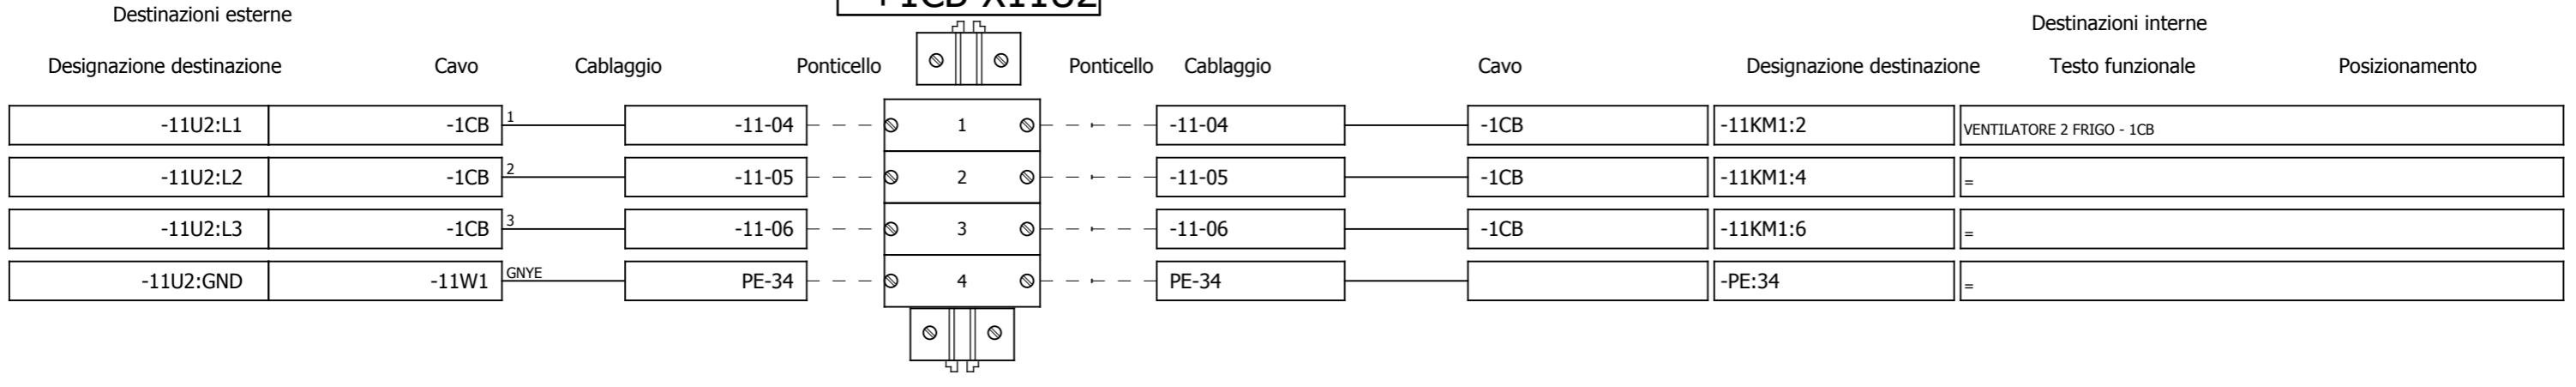 +1CB-X11U2
Destinazioni esterne
Destinazioni interne
Designazione destinazione Cavo Cablaggio Ponticello Ponticello Cablaggio Cavo Designazione destinazione Testo funzionale Posizionamento
-11U2:L1 -1CB 1 -11-04 1 -11-04 -1CB -11KM1:2 VENTILATORE 2 FRIGO - 1CB
-11U2:L2 -1CB 2 -11-05 2 -11-05 -1CB -11KM1:4 =
-11U2:L3 -1CB 3 -11-06 3 -11-06 -1CB -11KM1:6 =
-11U2:GND -11W1 GNYE PE-34 4 PE-34 -PE:34 =